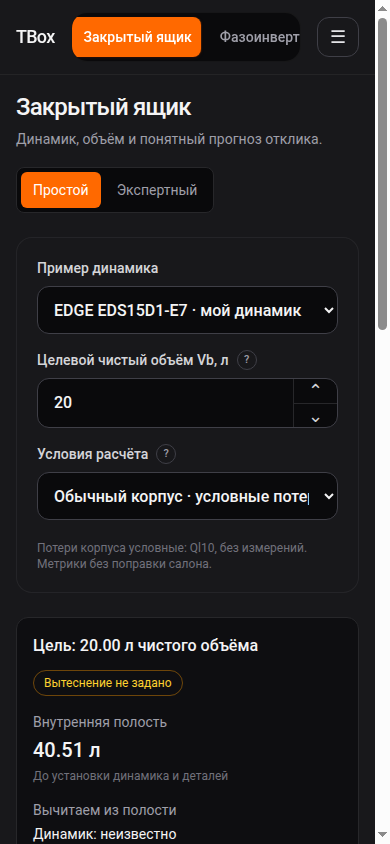 TBox
Закрытый ящик
Фазоинверт
☰
Закрытый ящик
Динамик, объём и понятный прогноз отклика.
Простой
Экспертный
Пример динамика
EDGE EDS15D1-E7 · мой динамик
Целевой чистый объём Vb, л ?
20
Условия расчёта ?
Обычный корпус · условные поте
Потери корпуса условные: Ql10, без измерений.
Метрики без поправки салона.
Цель: 20.00 л чистого объёма
Вытеснение не задано
Внутренняя полость
40.51 л
До установки динамика и деталей
Вычитаем из полости
Динамик: неизвестно